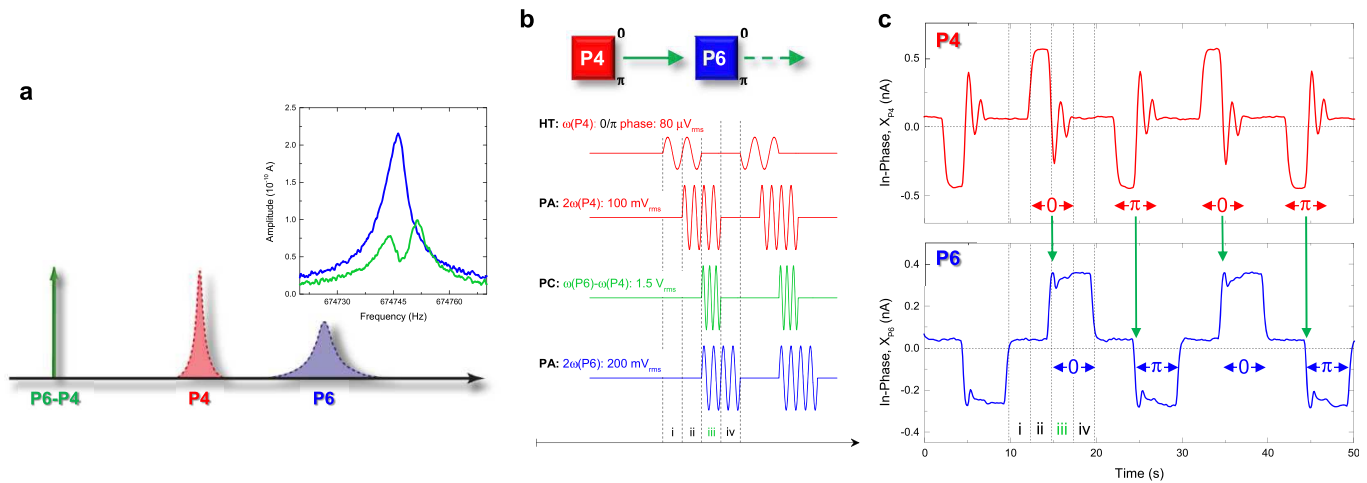 a
2.5
2.0
1.5
1.0
0.5
0.0
Amplitude (10⁻¹⁰ A)
674730 674745 674760
Frequency (Hz)
P6-P4 P4 P6
b
P4 0 π P6 0 π
HT: ω(P4): 0/π phase: 80 μVrms
PA: 2ω(P4): 100 mVrms
PC: ω(P6)-ω(P4): 1.5 Vrms
PA: 2ω(P6): 200 mVrms
i ii iii iv
c
P4
0.5
0.0
-0.5
In-Phase, XP4 (nA)
0 π 0 π
P6
0.4
0.2
0.0
-0.2
-0.4
In-Phase, XP6 (nA)
0 π 0 π
i ii iii iv
0 10 20 30 40 50
Time (s)